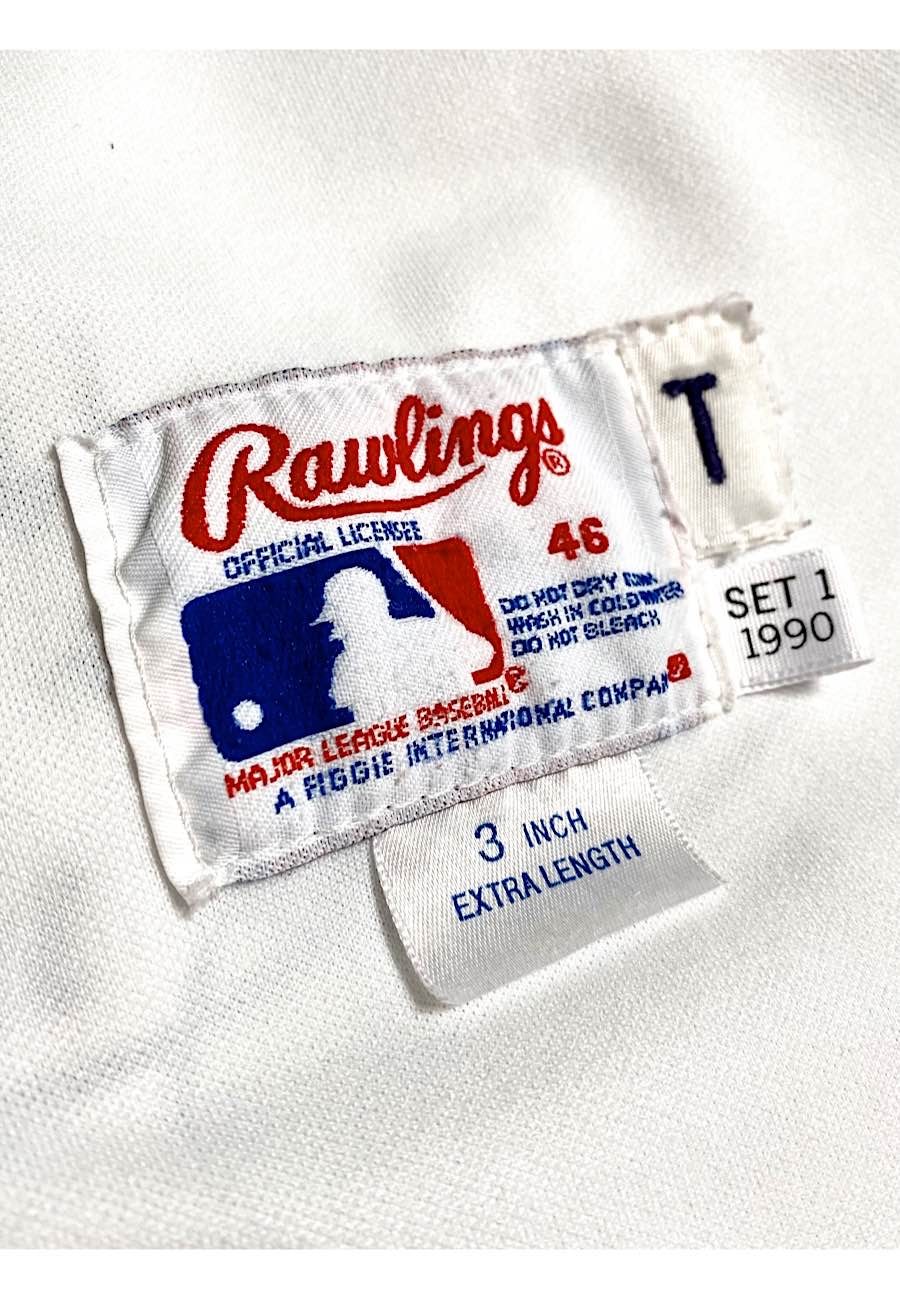 Rawlings®
OFFICIAL LICENSEE
46
DO NOT DRY
WASH IN COLD WATER
DO NOT BLEACH
MAJOR LEAGUE BASEBALL
A FIGGIE INTERNATIONAL COMPANY
T
SET 1
1990
3 INCH
EXTRA LENGTH